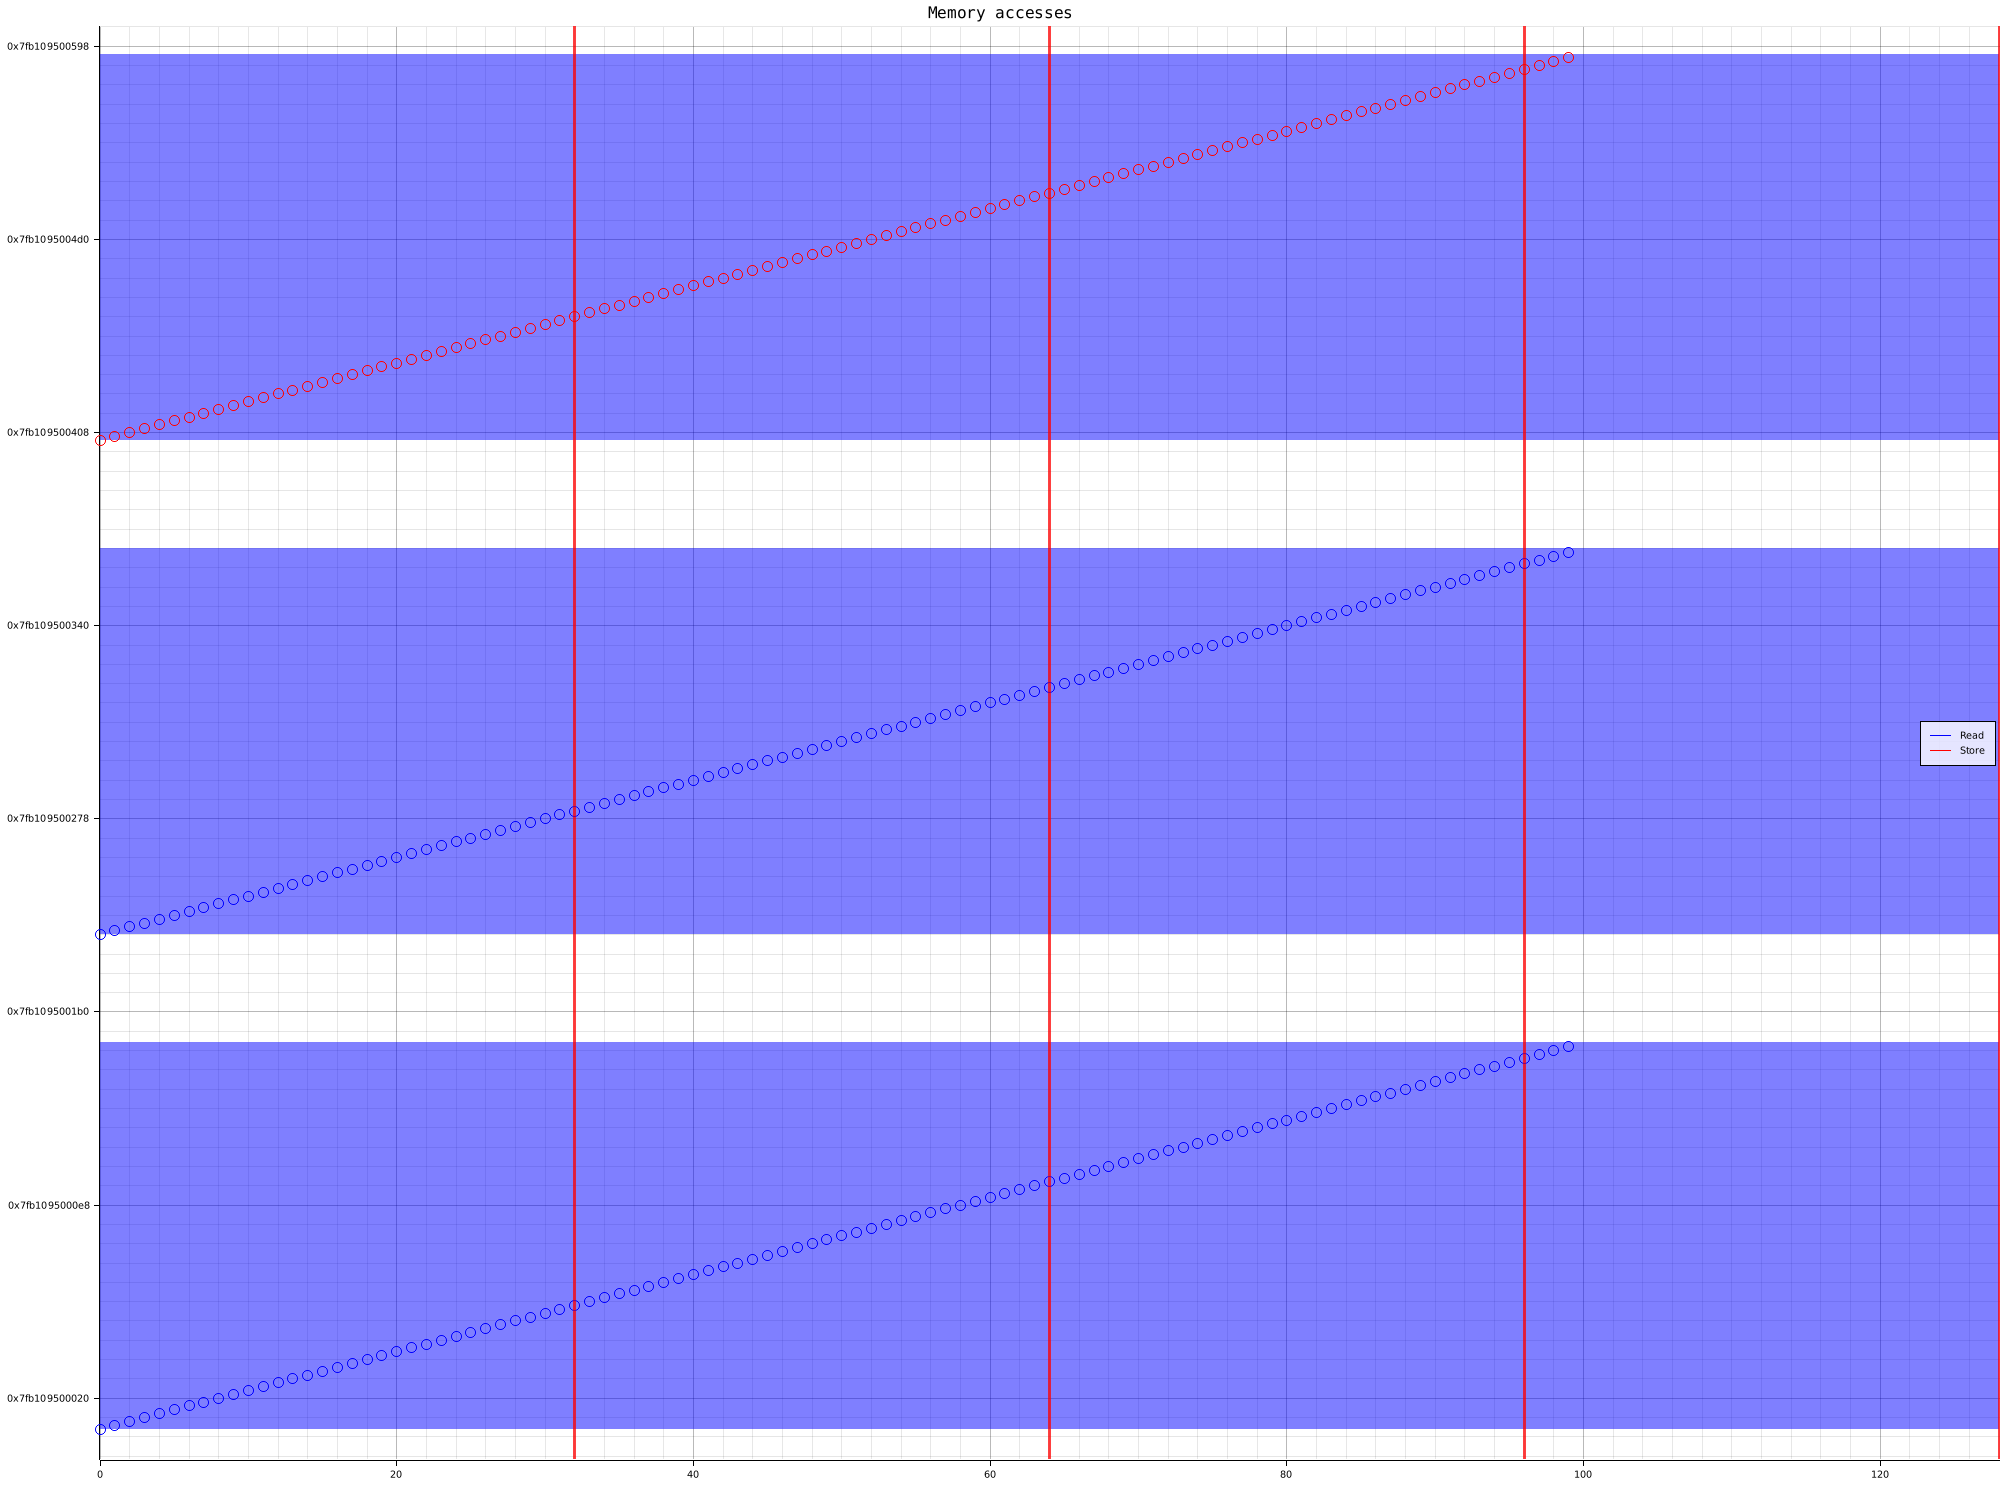 Memory accesses
0x7fb109500598
0x7fb1095004d0
0x7fb109500408
0x7fb109500340
0x7fb109500278
0x7fb1095001b0
0x7fb1095000e8
0x7fb109500020
Read
Store
0 20 40 60 80 100 120